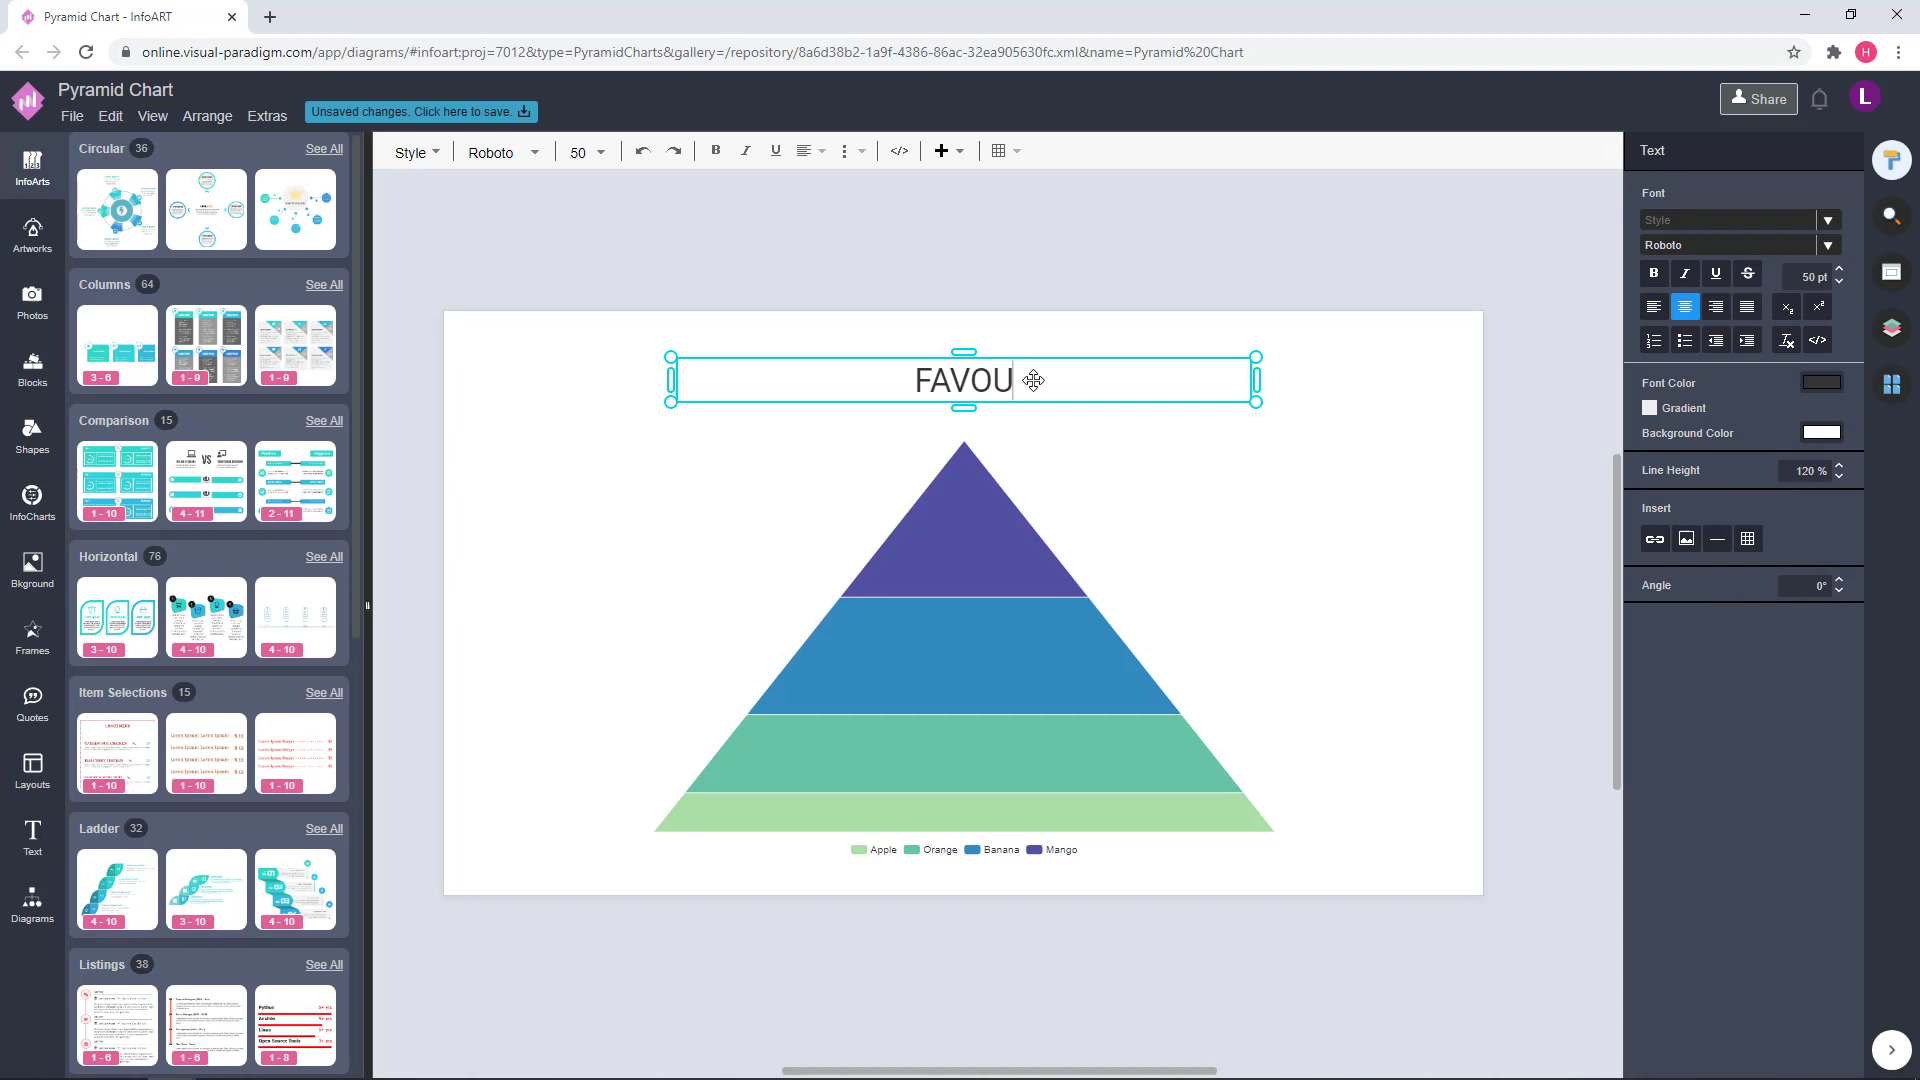 Pyramid Chart - InfoART
online.visual-paradigm.com/app/diagrams/#infoart:proj=7012&type=PyramidCharts&gallery=/repository/8a6d38b2-1a9f-4386-86ac-32ea905630fc.xml&name=Pyramid%20Chart
H
Pyramid Chart
File Edit View Arrange Extras
Unsaved changes. Click here to save.
Share
L
InfoArts
Artworks
Photos
Blocks
Shapes
InfoCharts
Bkground
Frames
Quotes
Layouts
Text
Diagrams
Circular 36 See All
Columns 64 See All
3 - 6 1 - 9 1 - 9
Comparison 15 See All
VS
1 - 10 4 - 11 2 - 11
Horizontal 76 See All
3 - 10 4 - 10 4 - 10
Item Selections 15 See All
1 - 10 1 - 10 1 - 10
Ladder 32 See All
4 - 10 3 - 10 4 - 10
Listings 38 See All
Python
Linux
Open Source Tools
1 - 6 1 - 6 1 - 8
Style Roboto 50 B I U
FAVOU
Apple Orange Banana Mango
Text
Font
Style
Roboto
B I U S 50 pt
Font Color
Gradient
Background Color
Line Height 120 %
Insert
Angle 0°